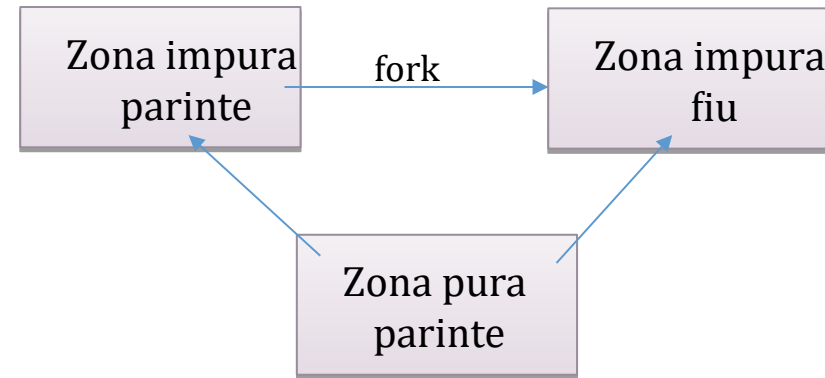 Zona impura
parinte
fork
Zona impura
fiu
Zona pura
parinte